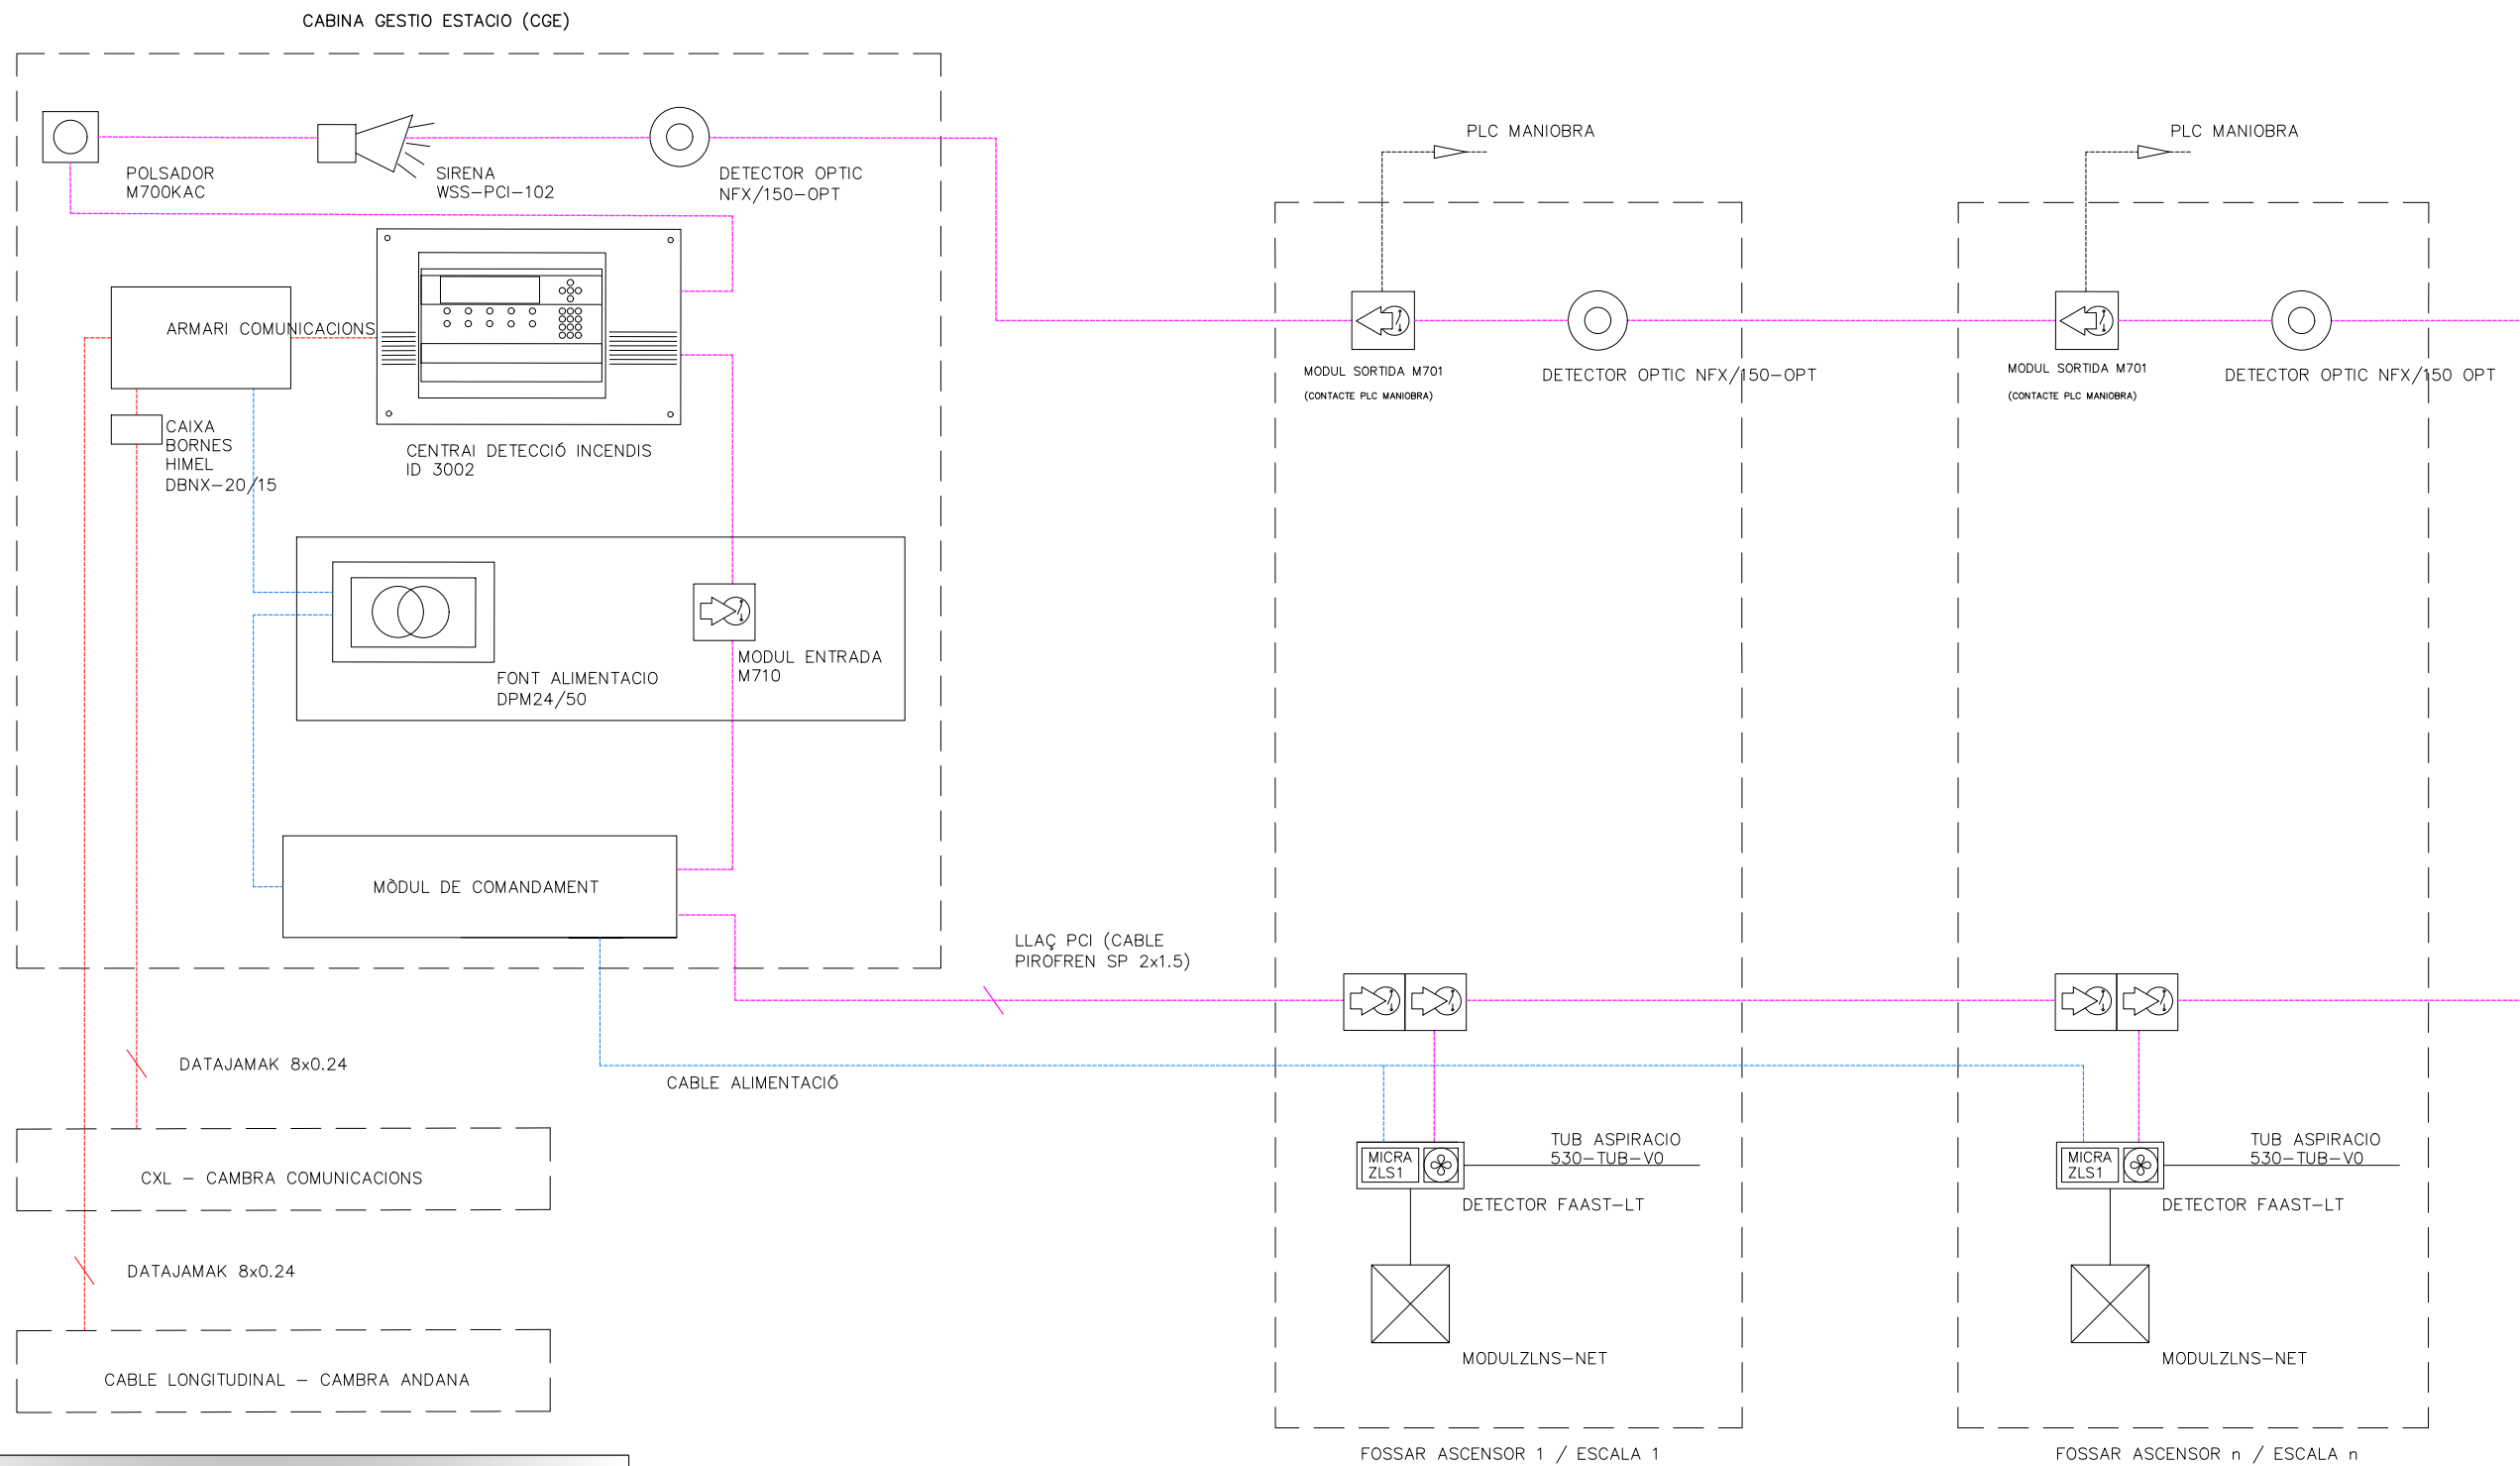 CABINA GESTIO ESTACIO (CGE)
POLSADOR
M700KAC
SIRENA
WSS-PCI-102
DETECTOR OPTIC
NFX/150-OPT
PLC MANIOBRA
PLC MANIOBRA
ARMARI COMUNICACIONS
CAIXA
BORNES
HIMEL
DBNX-20/15
CENTRAI DETECCIÓ INCENDIS
ID 3002
MODUL SORTIDA M701
(CONTACTE PLC MANIOBRA)
DETECTOR OPTIC NFX/150-OPT
MODUL SORTIDA M701
(CONTACTE PLC MANIOBRA)
DETECTOR OPTIC NFX/150 OPT
FONT ALIMENTACIO
DPM24/50
MODUL ENTRADA
M710
MÒDUL DE COMANDAMENT
LLAÇ PCI (CABLE
PIROFREN SP 2x1.5)
DATAJAMAK 8x0.24
CABLE ALIMENTACIÓ
CXL - CAMBRA COMUNICACIONS
DATAJAMAK 8x0.24
CABLE LONGITUDINAL - CAMBRA ANDANA
MICRA
ZLS1
TUB ASPIRACIO
530-TUB-V0
DETECTOR FAAST-LT
MODULZLNS-NET
FOSSAR ASCENSOR 1 / ESCALA 1
MICRA
ZLS1
TUB ASPIRACIO
530-TUB-V0
DETECTOR FAAST-LT
MODULZLNS-NET
FOSSAR ASCENSOR n / ESCALA n